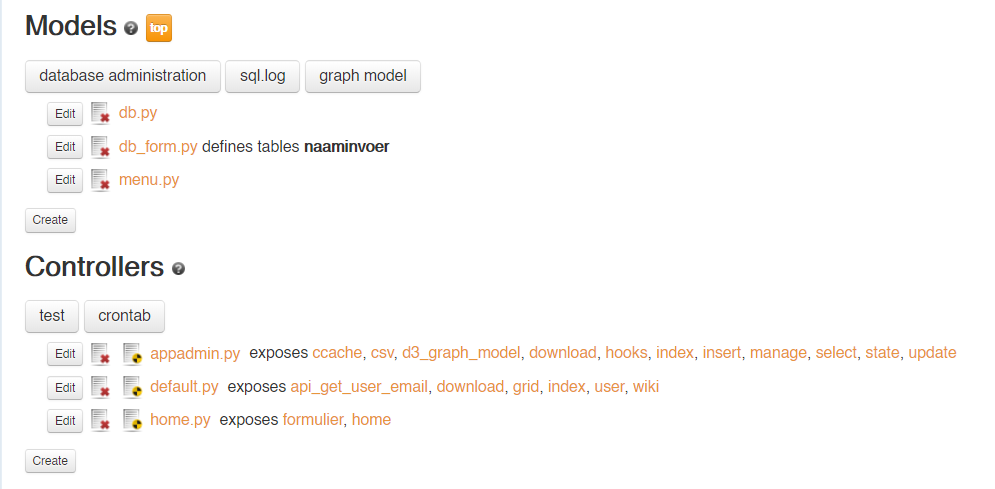 Models ? top
database administration sql.log graph model
Edit db.py
Edit db_form.py defines tables naaminvoer
Edit menu.py
Create
Controllers ?
test crontab
Edit appadmin.py exposes ccache, csv, d3_graph_model, download, hooks, index, insert, manage, select, state, update
Edit default.py exposes api_get_user_email, download, grid, index, user, wiki
Edit home.py exposes formulier, home
Create